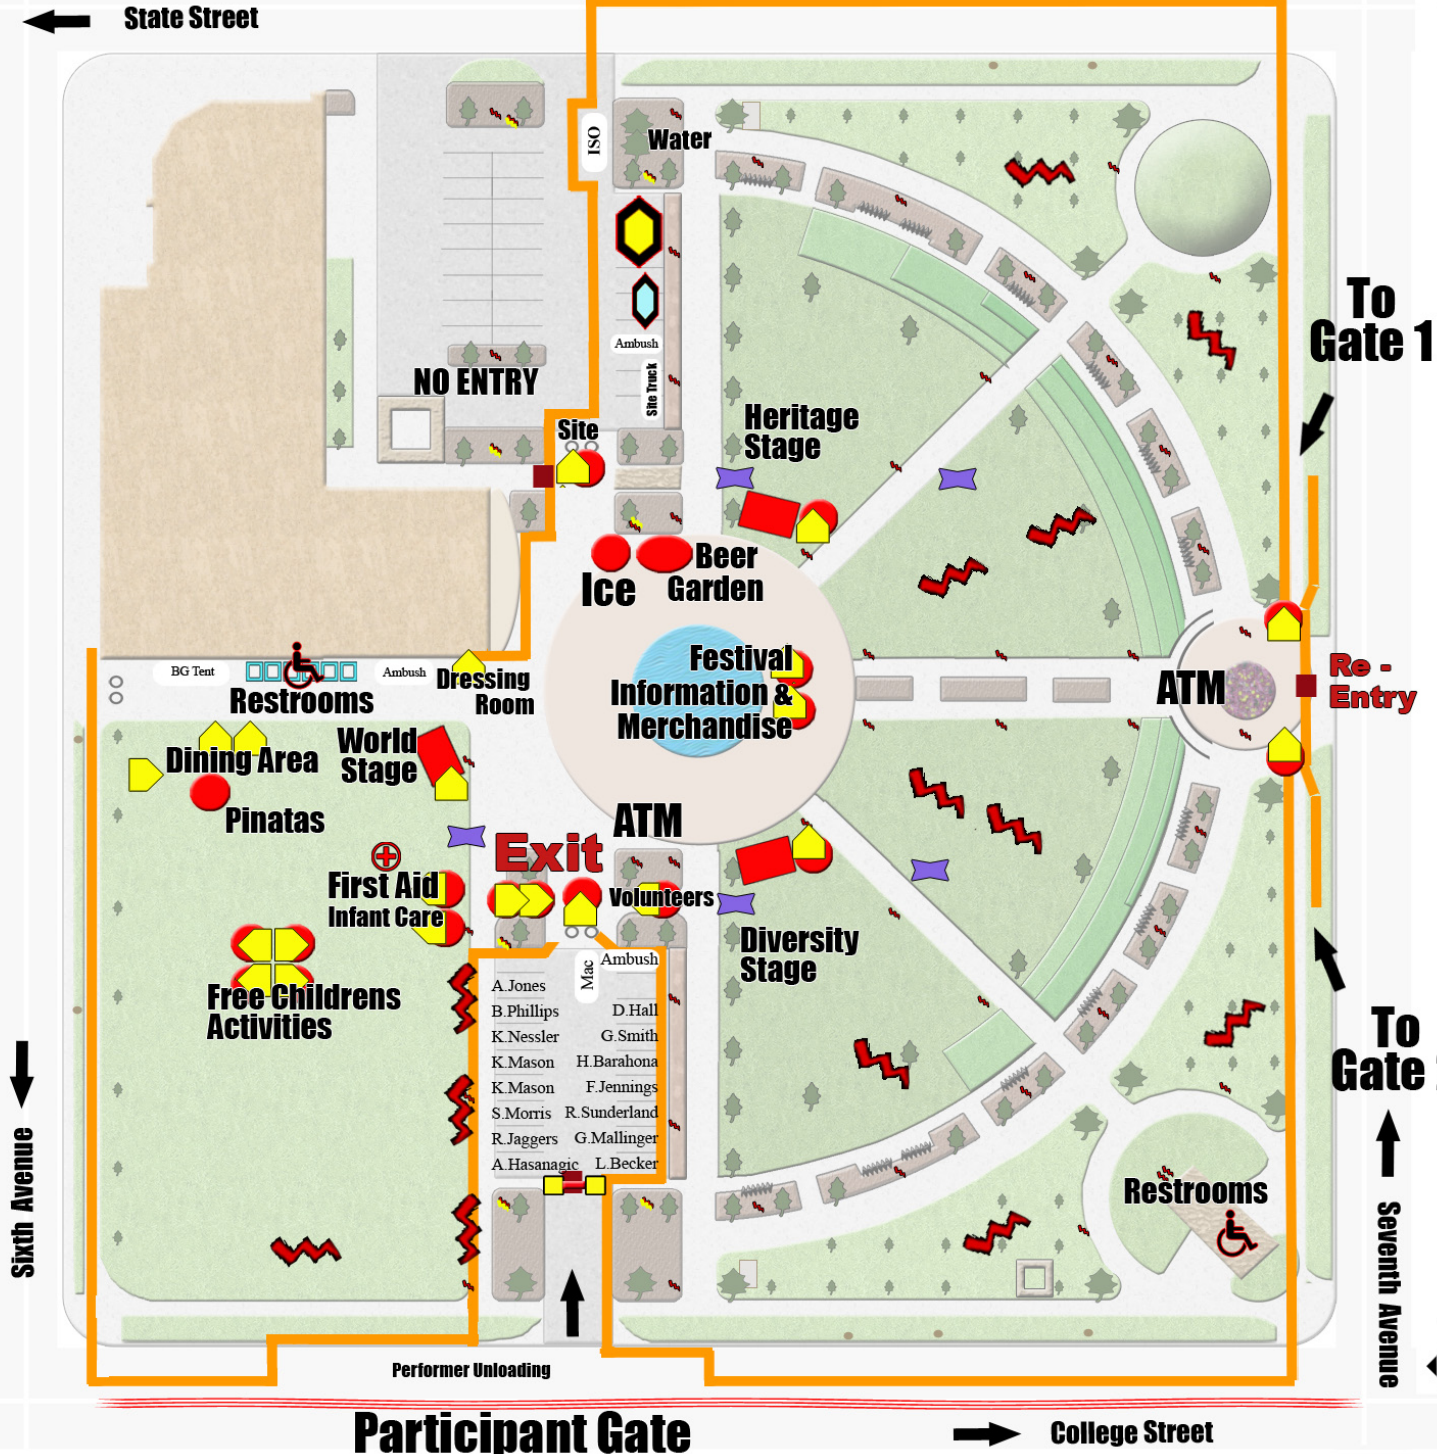 State Street
ISO
Water
To
Gate 1
Ambush
Site Truck
NO ENTRY
Site
Heritage
Stage
Ice
Beer
Garden
BG Tent
Ambush
Restrooms
Dressing
Room
Festival
Information &
Merchandise
ATM
Re -
Entry
Dining Area
World
Stage
Pinatas
ATM
Exit
First Aid
Infant Care
Volunteers
Diversity
Stage
Free Childrens
Activities
Mac
Ambush
A.Jones
B.Phillips
D.Hall
K.Nessler
G.Smith
K.Mason
H.Barahona
K.Mason
F.Jennings
S.Morris
R.Sunderland
R.Jaggers
G.Mallinger
A.Hasanagic
L.Becker
To
Gate
Restrooms
Sixth Avenue
Seventh Avenue
Performer Unloading
Participant Gate
College Street